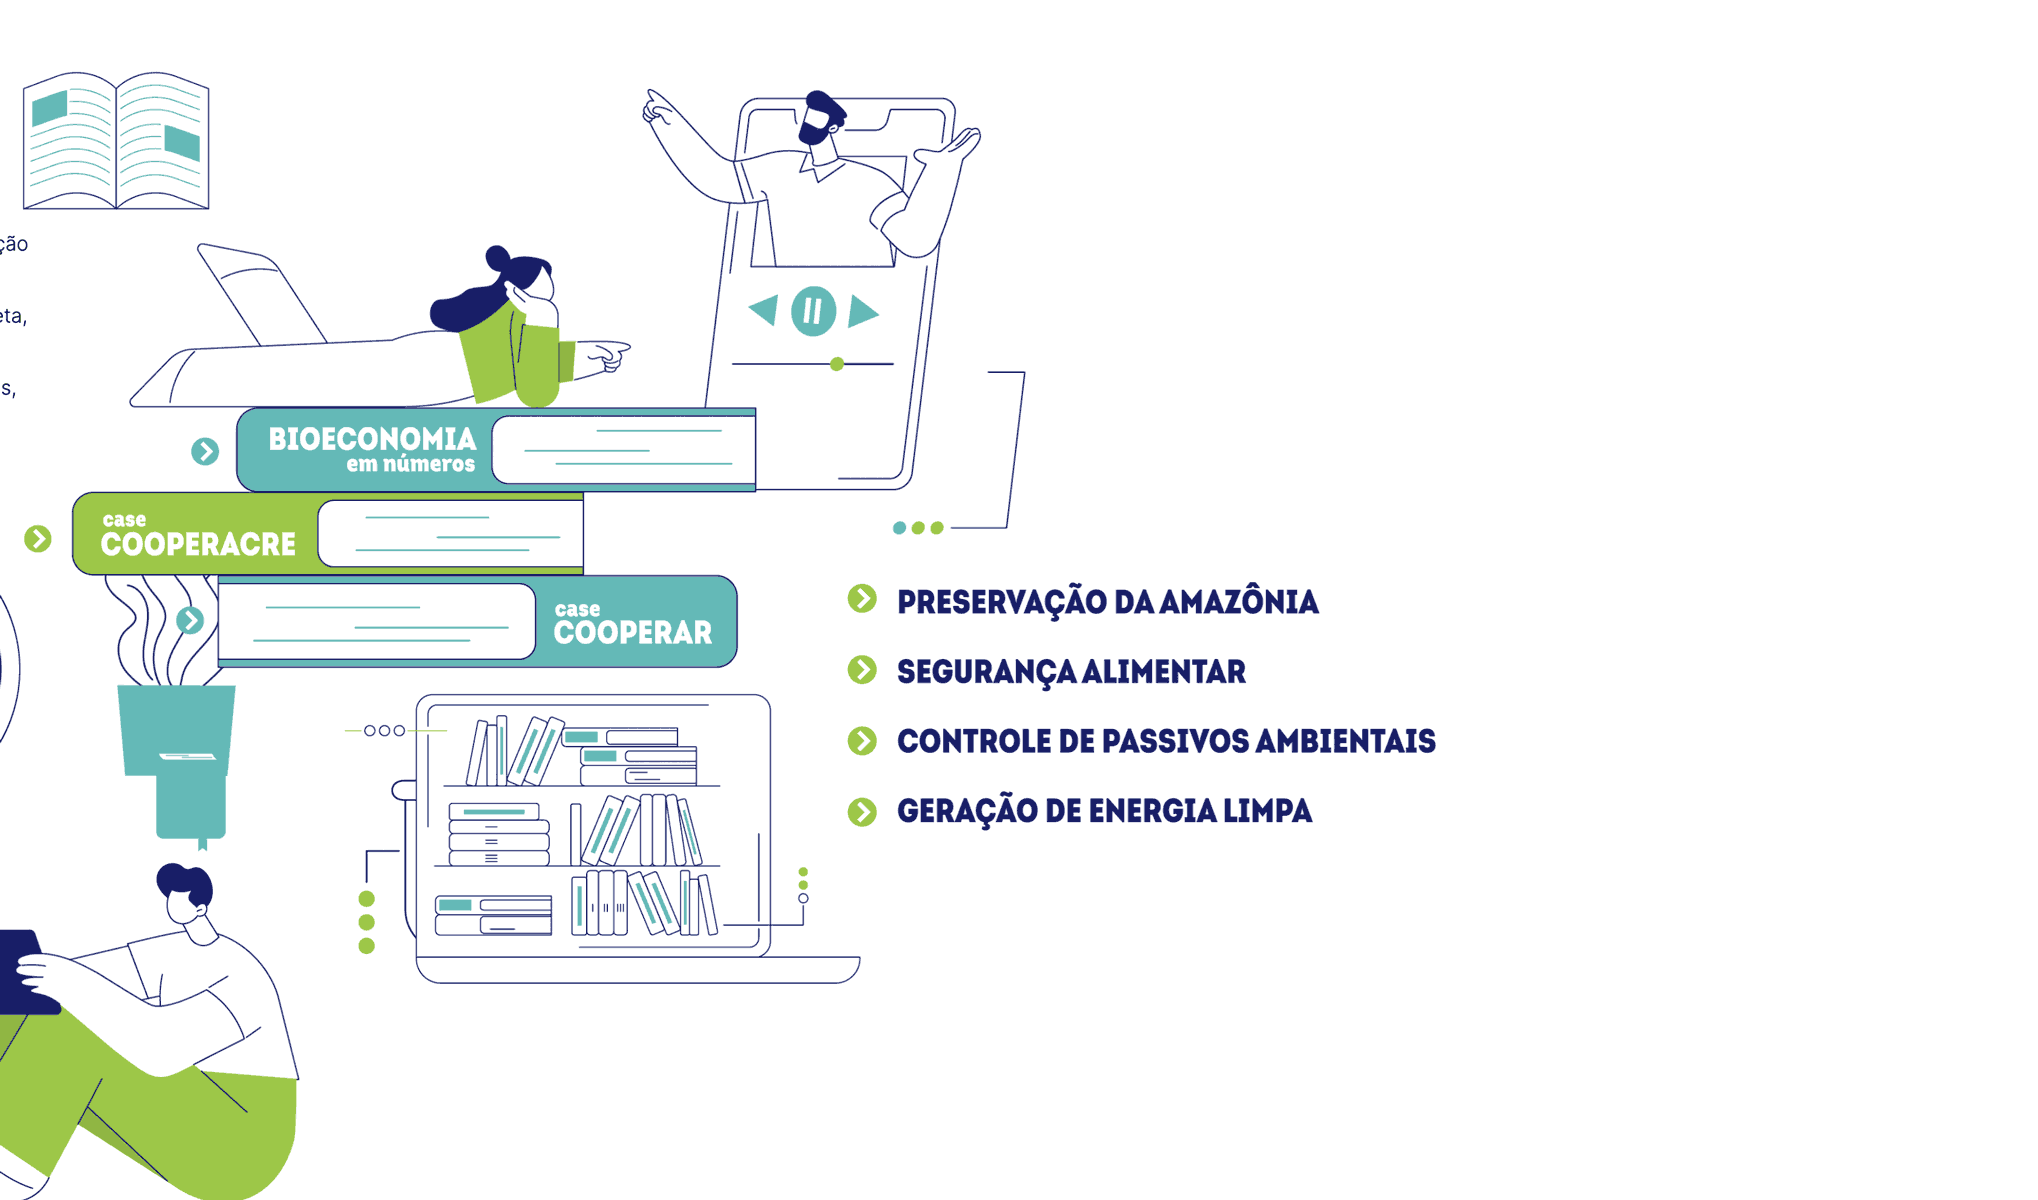 ção
eta,
s,
BIOECONOMIA
em números
case
COOPERACRE
case
COOPERAR
PRESERVAÇÃO DA AMAZÔNIA
SEGURANÇA ALIMENTAR
CONTROLE DE PASSIVOS AMBIENTAIS
GERAÇÃO DE ENERGIA LIMPA